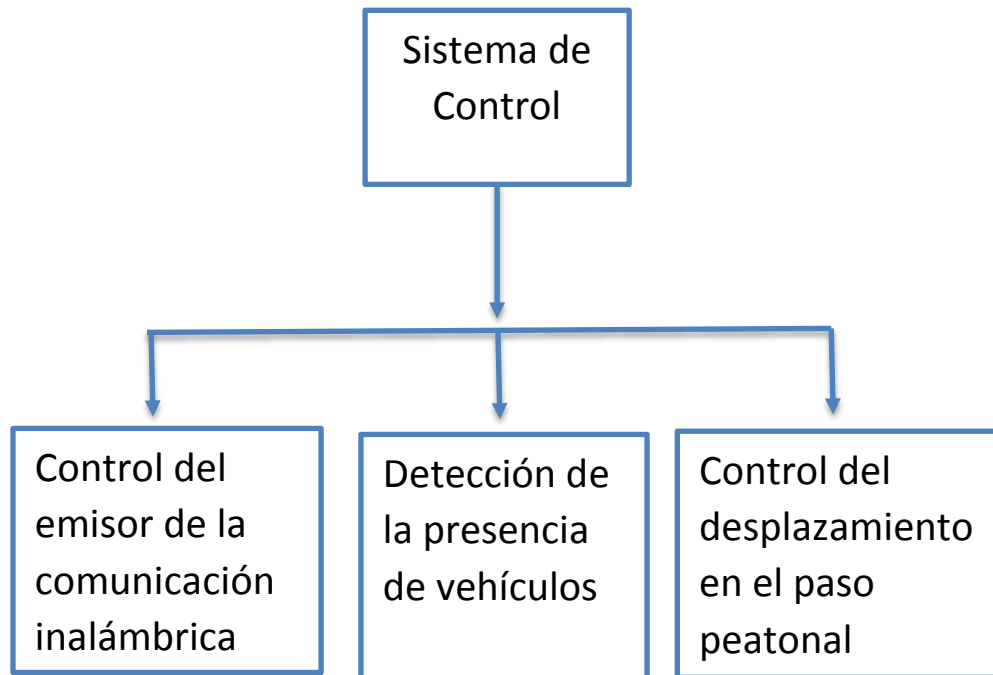 Sistema de
Control
Control del
emisor de la
comunicación
inalámbrica
Detección de
la presencia
de vehículos
Control del
desplazamiento
en el paso
peatonal